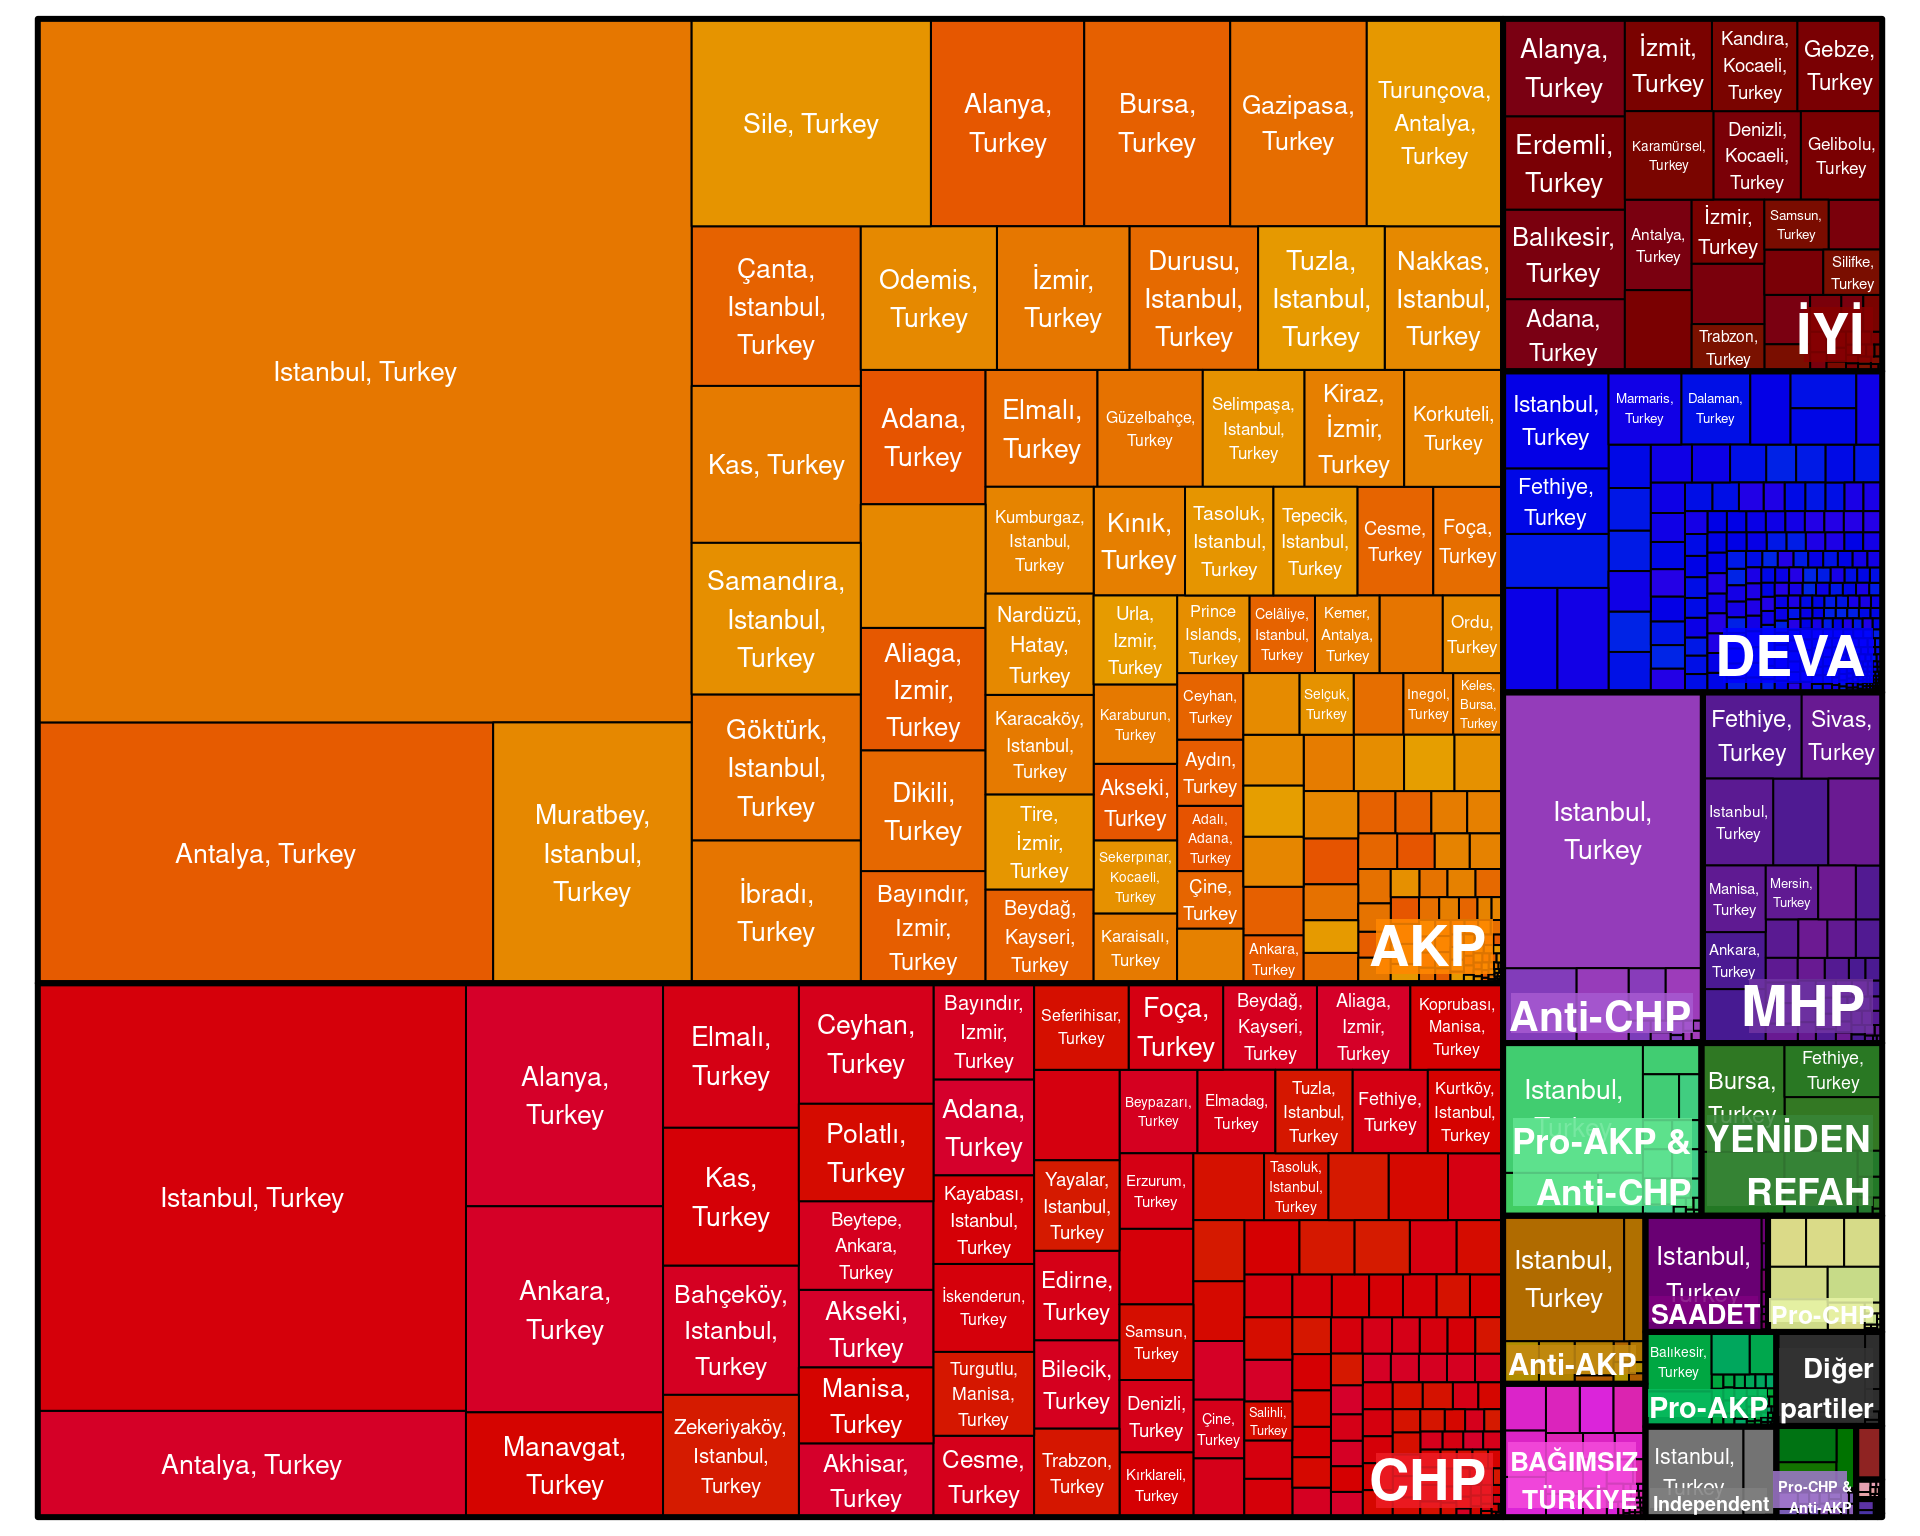 Istanbul, Turkey
Antalya, Turkey
Muratbey,
Istanbul,
Turkey
Sile, Turkey
Alanya,
Turkey
Bursa,
Turkey
Gazipasa,
Turkey
Turunçova,
Antalya,
Turkey
Çanta,
Istanbul,
Turkey
Odemis,
Turkey
İzmir,
Turkey
Durusu,
Istanbul,
Turkey
Tuzla,
Istanbul,
Turkey
Nakkas,
Istanbul,
Turkey
Kas, Turkey
Samandıra,
Istanbul,
Turkey
Göktürk,
Istanbul,
Turkey
İbradı,
Turkey
Adana,
Turkey
Aliaga,
Izmir,
Turkey
Dikili,
Turkey
Bayındır,
Izmir,
Turkey
Elmalı,
Turkey
Güzelbahçe,
Turkey
Selimpaşa,
Istanbul,
Turkey
Kiraz,
İzmir,
Turkey
Korkuteli,
Turkey
Kumburgaz,
Istanbul,
Turkey
Nardüzü,
Hatay,
Turkey
Karacaköy,
Istanbul,
Turkey
Tire,
İzmir,
Turkey
Beydağ,
Kayseri,
Turkey
Kınık,
Turkey
Tasoluk,
Istanbul,
Turkey
Tepecik,
Istanbul,
Turkey
Cesme,
Turkey
Foça,
Turkey
Urla,
Izmir,
Turkey
Karaburun,
Turkey
Akseki,
Turkey
Sekerpınar,
Kocaeli,
Turkey
Karaisalı,
Turkey
Prince
Islands,
Turkey
Celâliye,
Istanbul,
Turkey
Kemer,
Antalya,
Turkey
Ordu,
Turkey
Ceyhan,
Turkey
Aydın,
Turkey
Adalı,
Adana,
Turkey
Çine,
Turkey
Selçuk,
Turkey
Inegol,
Turkey
Keles,
Bursa,
Turkey
Ankara,
Turkey
AKP
Istanbul, Turkey
Antalya, Turkey
Alanya,
Turkey
Ankara,
Turkey
Manavgat,
Turkey
Elmalı,
Turkey
Kas,
Turkey
Bahçeköy,
Istanbul,
Turkey
Zekeriyaköy,
Istanbul,
Turkey
Ceyhan,
Turkey
Polatlı,
Turkey
Beytepe,
Ankara,
Turkey
Akseki,
Turkey
Manisa,
Turkey
Akhisar,
Turkey
Bayındır,
Izmir,
Turkey
Adana,
Turkey
Kayabası,
Istanbul,
Turkey
İskenderun,
Turkey
Turgutlu,
Manisa,
Turkey
Cesme,
Turkey
Seferihisar,
Turkey
Foça,
Turkey
Beydağ,
Kayseri,
Turkey
Aliaga,
Izmir,
Turkey
Koprubası,
Manisa,
Turkey
Yayalar,
Istanbul,
Turkey
Edirne,
Turkey
Bilecik,
Turkey
Trabzon,
Turkey
Beypazarı,
Turkey
Elmadag,
Turkey
Tuzla,
Istanbul,
Turkey
Fethiye,
Turkey
Kurtköy,
Istanbul,
Turkey
Erzurum,
Turkey
Samsun,
Turkey
Denizli,
Turkey
Kırklareli,
Turkey
Tasoluk,
Istanbul,
Turkey
Çine,
Turkey
Salihli,
Turkey
CHP
Alanya,
Turkey
Erdemli,
Turkey
Balıkesir,
Turkey
Adana,
Turkey
İzmit,
Turkey
Kandıra,
Kocaeli,
Turkey
Gebze,
Turkey
Karamürsel,
Turkey
Denizli,
Kocaeli,
Turkey
Gelibolu,
Turkey
Antalya,
Turkey
İzmir,
Turkey
Samsun,
Turkey
Silifke,
Turkey
Trabzon,
Turkey
İYİ
Istanbul,
Turkey
Fethiye,
Turkey
Marmaris,
Turkey
Dalaman,
Turkey
DEVA
Istanbul,
Turkey
Anti-CHP
Fethiye,
Turkey
Sivas,
Turkey
Istanbul,
Turkey
Manisa,
Turkey
Mersin,
Turkey
Ankara,
Turkey
MHP
Istanbul,
Turkey
Pro-AKP &
Anti-CHP
Bursa,
Turkey
Fethiye,
Turkey
YENİDEN
REFAH
Istanbul,
Turkey
Anti-AKP
Istanbul,
Turkey
SAADET
Pro-CHP
Balıkesir,
Turkey
Pro-AKP
Diğer
partiler
BAĞIMSIZ
TÜRKİYE
Istanbul,
Turkey
Independent
Pro-CHP &
Anti-AKP